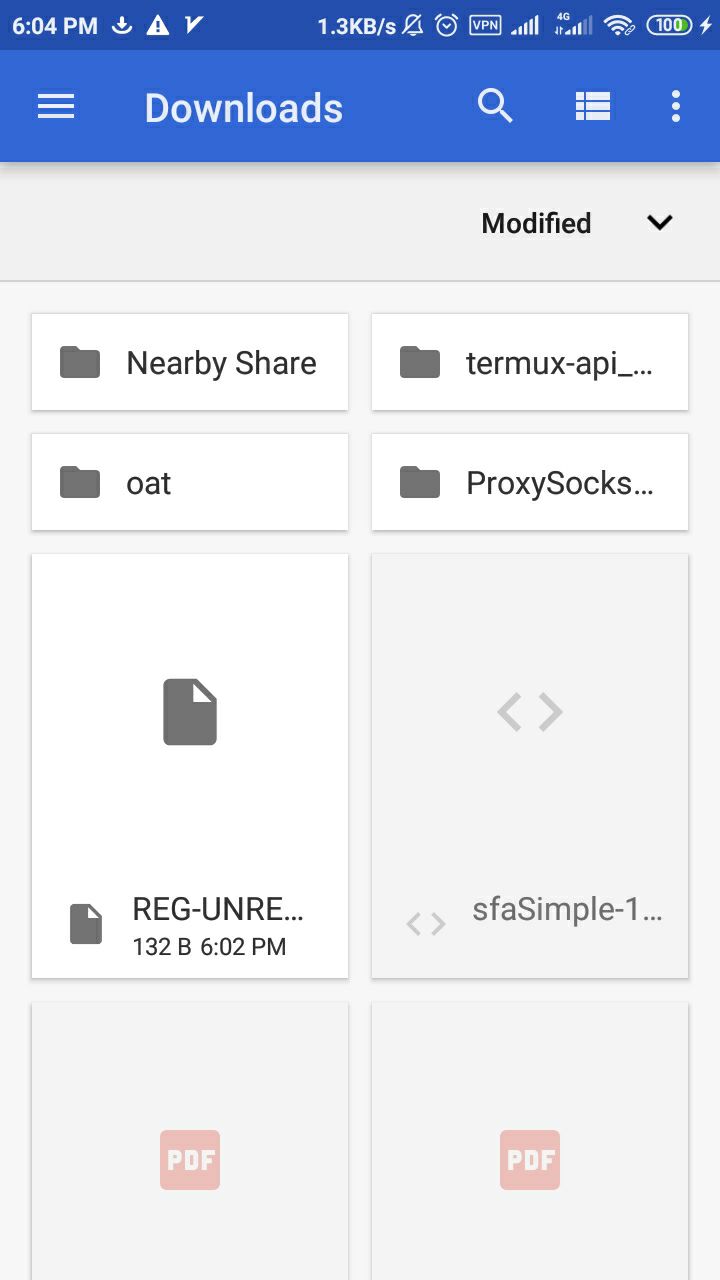 6:04 PM 1.3KB/s VPN 4G 100
Downloads
Modified
Nearby Share
termux-api_...
oat
ProxySocks...
REG-UNRE...
132 B 6:02 PM
sfaSimple-1...
PDF
PDF